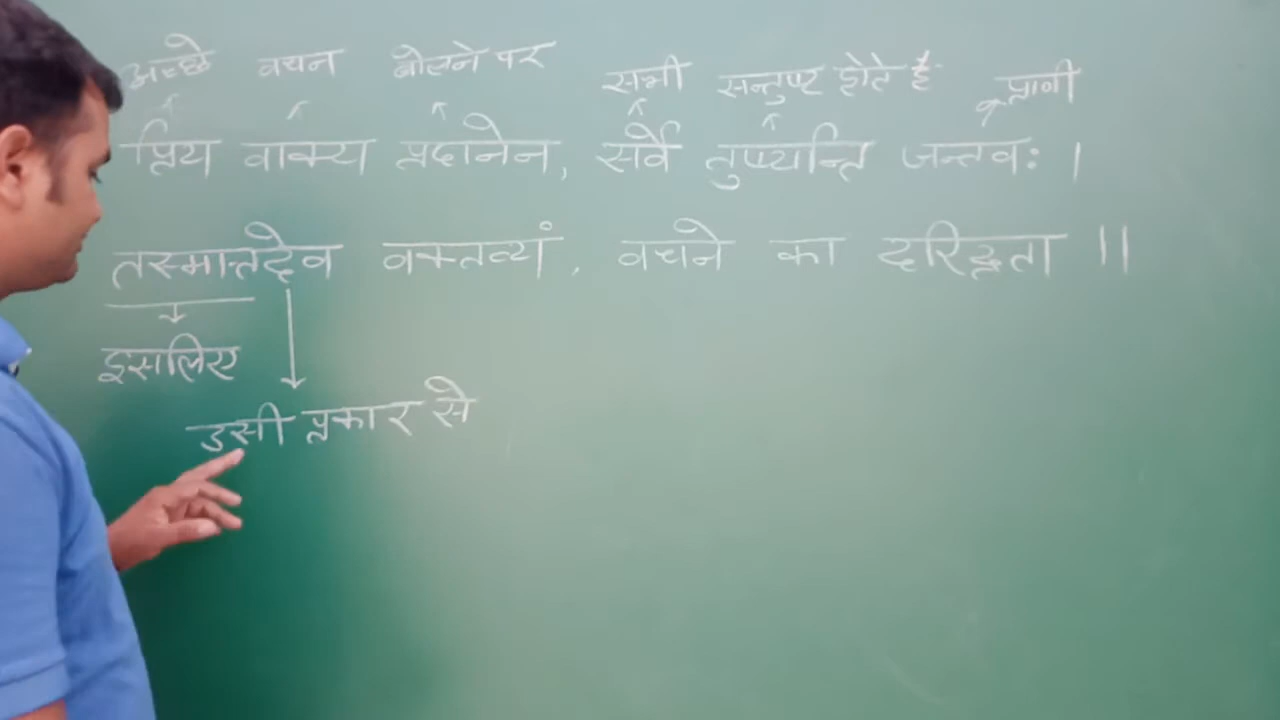 अच्छे वचन बोलने पर सभी सन्तुष्ट होते हैं प्राणी
प्रिय वाक्य प्रदानेन, सर्वे तुष्यन्ति जन्तवः ।
तस्मात्तदेव वक्तव्यं, वचने का दरिद्रता ॥
इसलिए
उसी प्रकार से